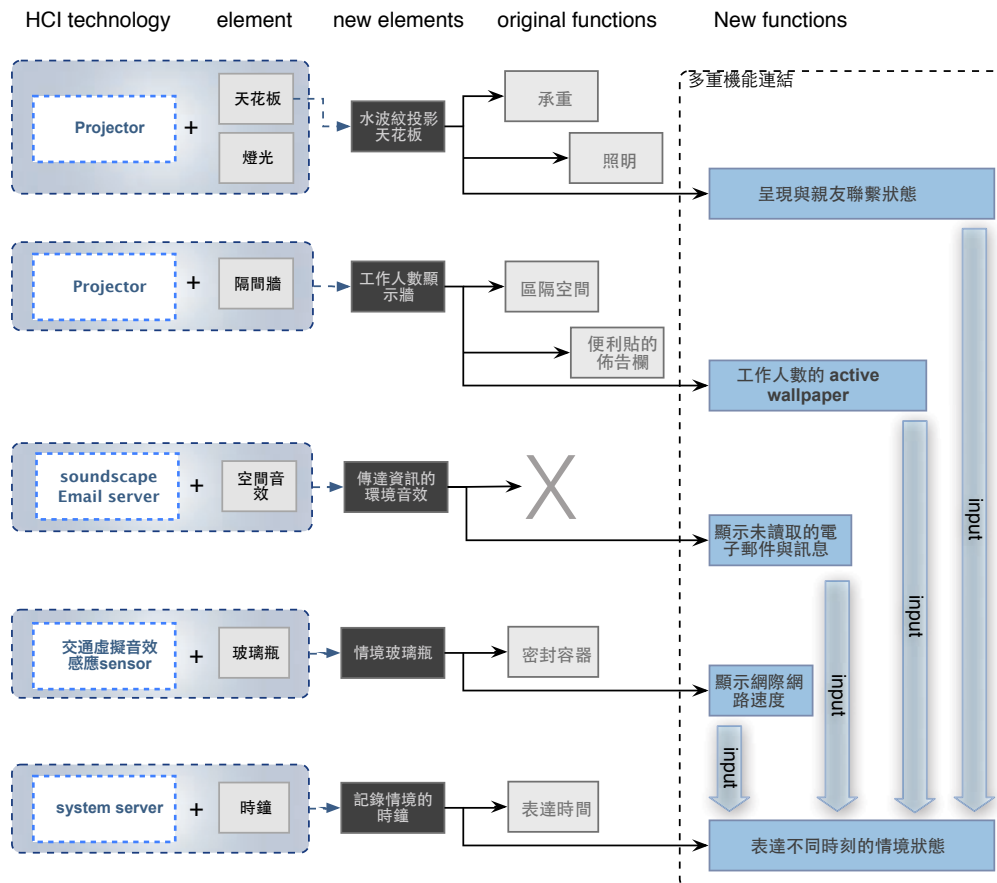 HCI technology element new elements original functions New functions
多重機能連結
Projector
+
天花板
燈光
水波紋投影
天花板
承重
照明
呈現與親友聯繫狀態
Projector
+
隔間牆
工作人數顯
示牆
區隔空間
便利貼的
佈告欄
工作人數的 active
wallpaper
soundscape
Email server
+
空間音
效
傳達資訊的
環境音效
X
顯示未讀取的電
子郵件與訊息
交通虛擬音效
感應sensor
+
玻璃瓶
情境玻璃瓶
密封容器
顯示網際網
路速度
input
input
input
input
system server
+
時鐘
記錄情境的
時鐘
表達時間
表達不同時刻的情境狀態